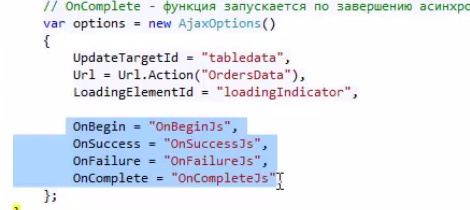 // OnComplete - функция запускается по завершению асинхро
var options = new AjaxOptions()
{
UpdateTargetId = "tabledata",
Url = Url.Action("OrdersData"),
LoadingElementId = "loadingIndicator",
OnBegin = "OnBeginJs",
OnSuccess = "OnSuccessJs",
OnFailure = "OnFailureJs",
OnComplete = "OnCompleteJs"
};
}